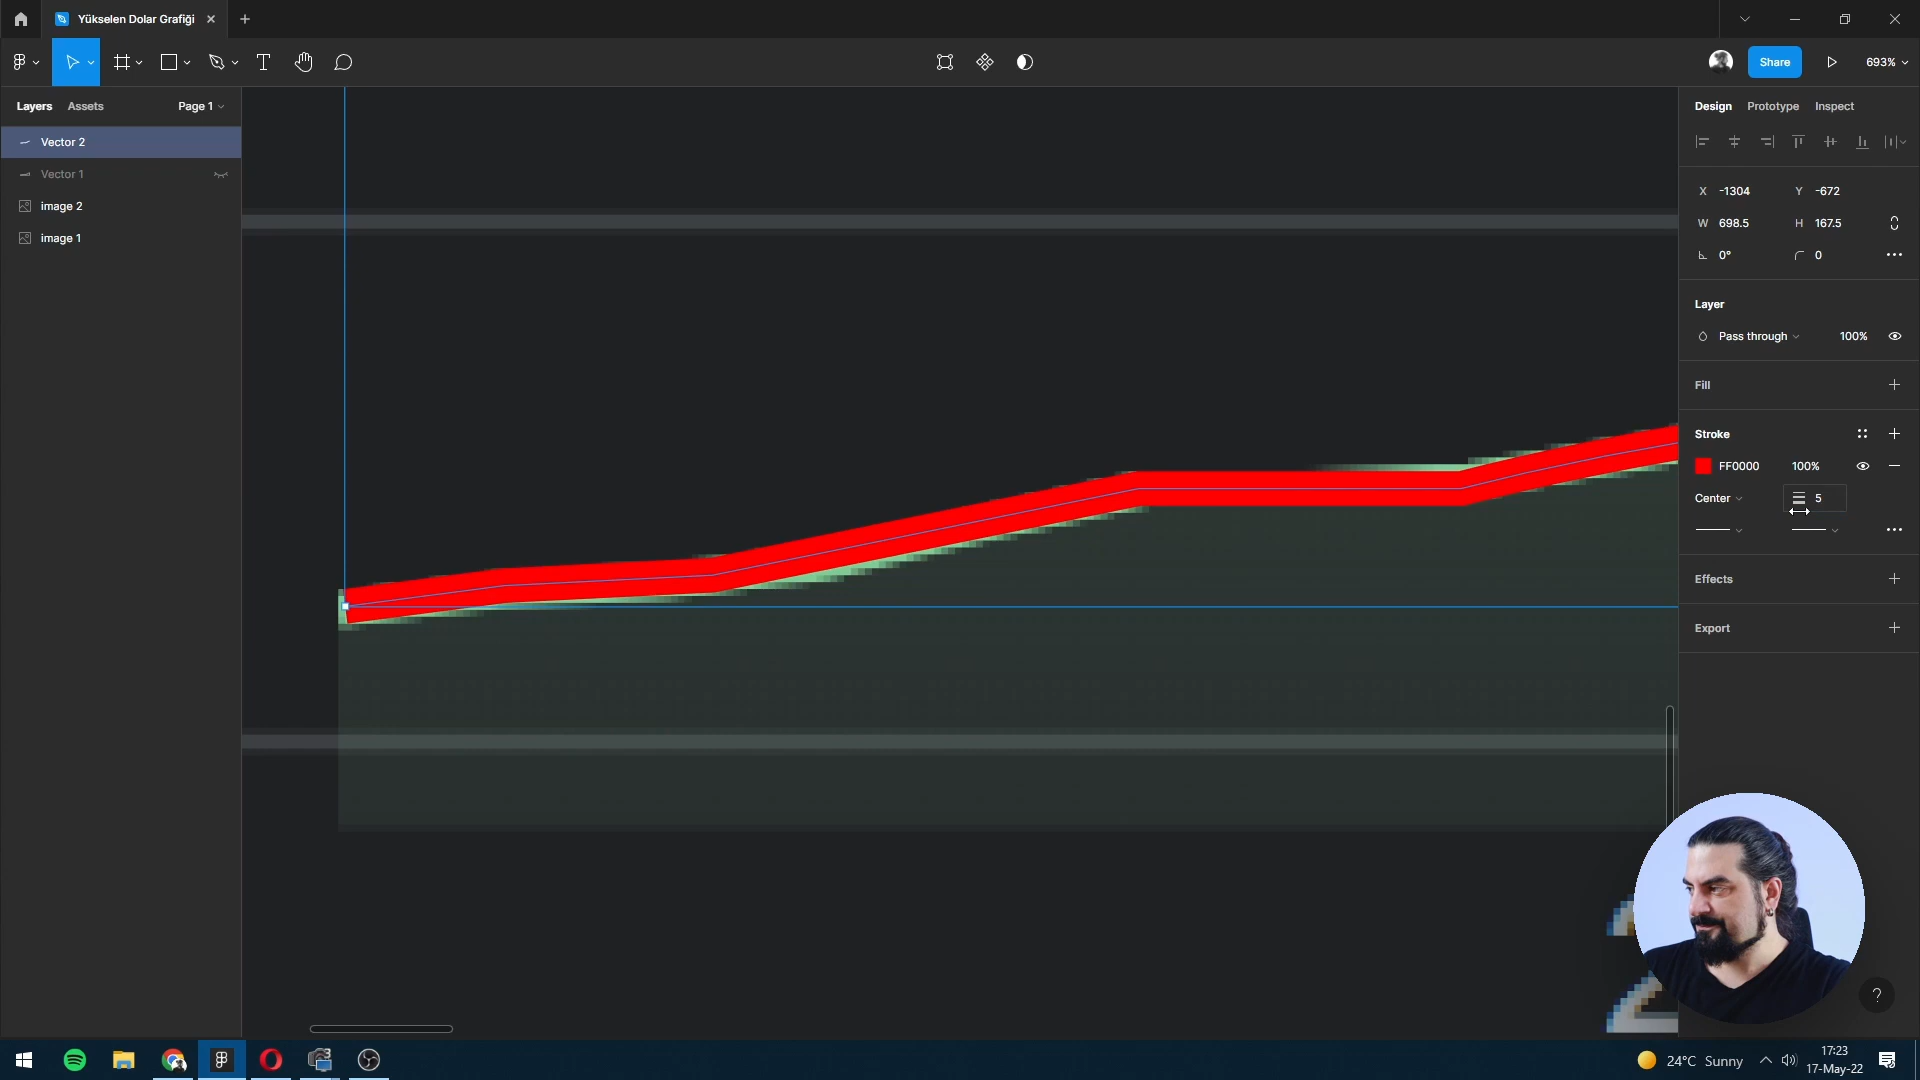 Yükselen Dolar Grafiği
Share
693%
Layers
Assets
Page 1
Vector 2
Vector 1
image 2
image 1
Design
Prototype
Inspect
X
-1304
Y
-672
W
698.5
H
167.5
0°
0
Layer
Pass through
100%
Fill
Stroke
FF0000
100%
Center
5
Effects
Export
?
24°C Sunny
17:23
17-May-22